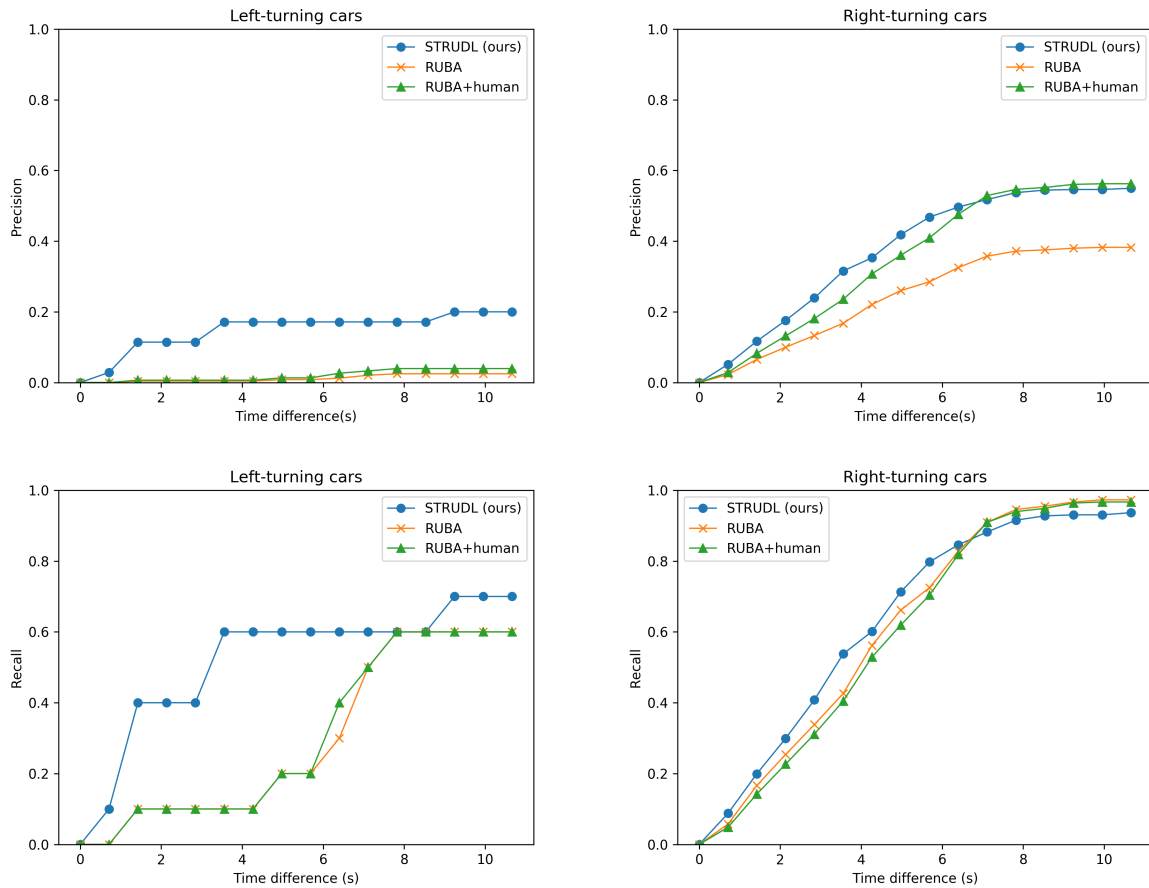 Left-turning cars
1.0
0.8
0.6
0.4
0.2
0.0
Precision
STRUDL (ours)
RUBA
RUBA+human
0 2 4 6 8 10
Time difference(s)
Right-turning cars
1.0
0.8
0.6
0.4
0.2
0.0
Precision
STRUDL (ours)
RUBA
RUBA+human
0 2 4 6 8 10
Time difference(s)
Left-turning cars
1.0
0.8
0.6
0.4
0.2
0.0
Recall
STRUDL (ours)
RUBA
RUBA+human
0 2 4 6 8 10
Time difference (s)
Right-turning cars
1.0
0.8
0.6
0.4
0.2
0.0
Recall
STRUDL (ours)
RUBA
RUBA+human
0 2 4 6 8 10
Time difference (s)